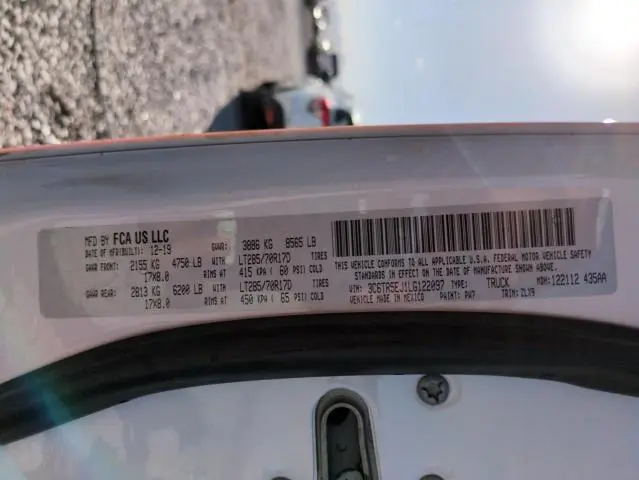 MFD BY FCA US LLC
DATE OF MFR(BUILT): 12-19 GVWR: 3886 KG 8565 LB
GAWR FRONT: 2155 KG 4750 LB WITH LT285/70R17D TIRES
17X8.0 RIMS AT 415 KPA ( 60 PSI) COLD
GAWR REAR: 2813 KG 6200 LB WITH LT285/70R17D TIRES
17X8.0 RIMS AT 450 KPA ( 65 PSI) COLD
THIS VEHICLE CONFORMS TO ALL APPLICABLE U.S.A. FEDERAL MOTOR VEHICLE SAFETY
STANDARDS IN EFFECT ON THE DATE OF MANUFACTURE SHOWN ABOVE.
VIN: 3C6TR5EJ1LG122097 TYPE: TRUCK MDH: 122112 435AA
VEHICLE MADE IN MEXICO PAINT: PW7 TRIM: ZLX9